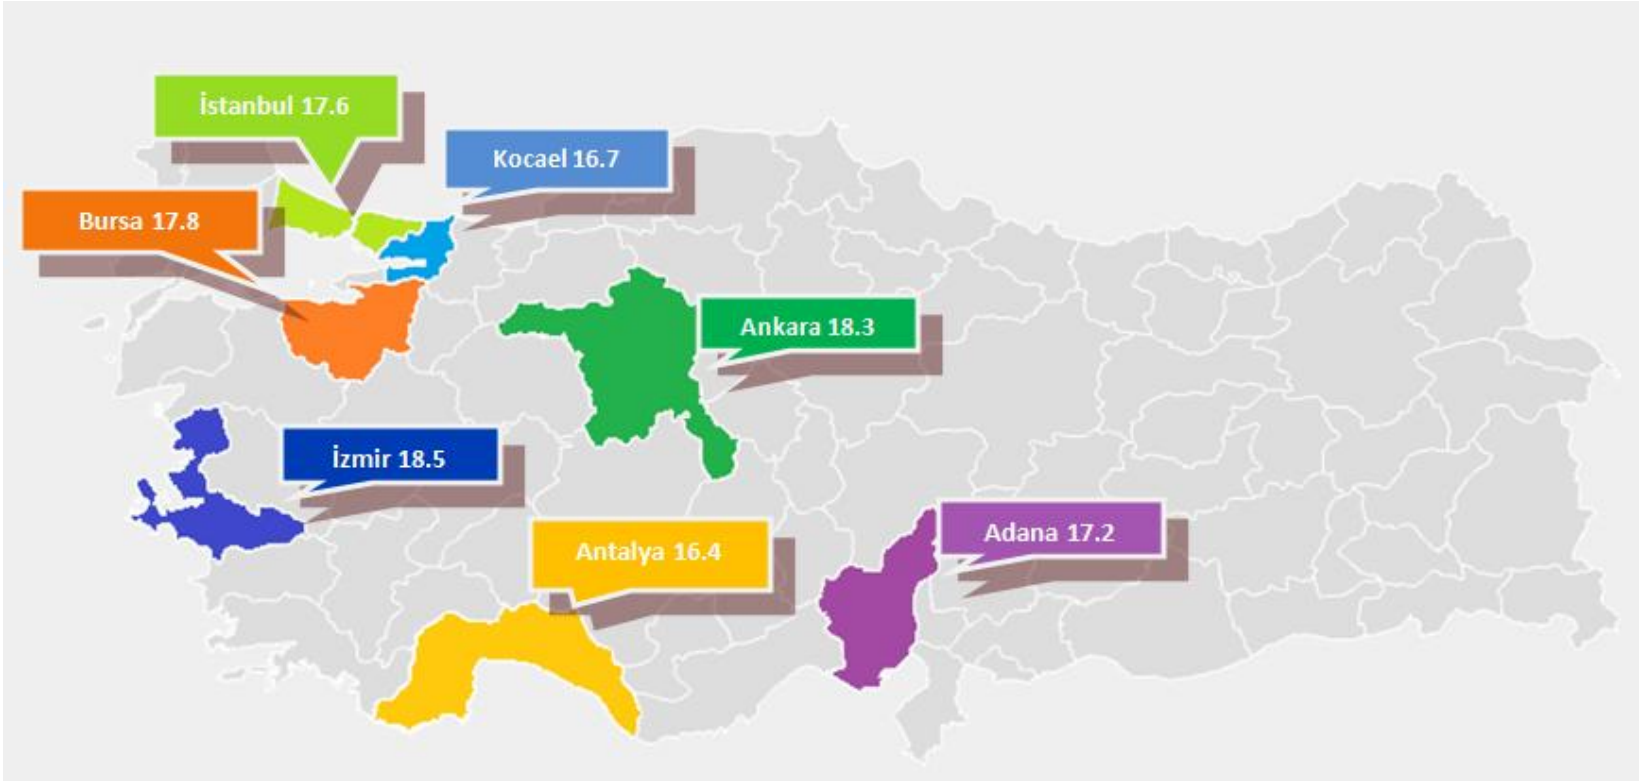 İstanbul 17.6
Kocael 16.7
Bursa 17.8
Ankara 18.3
İzmir 18.5
Adana 17.2
Antalya 16.4